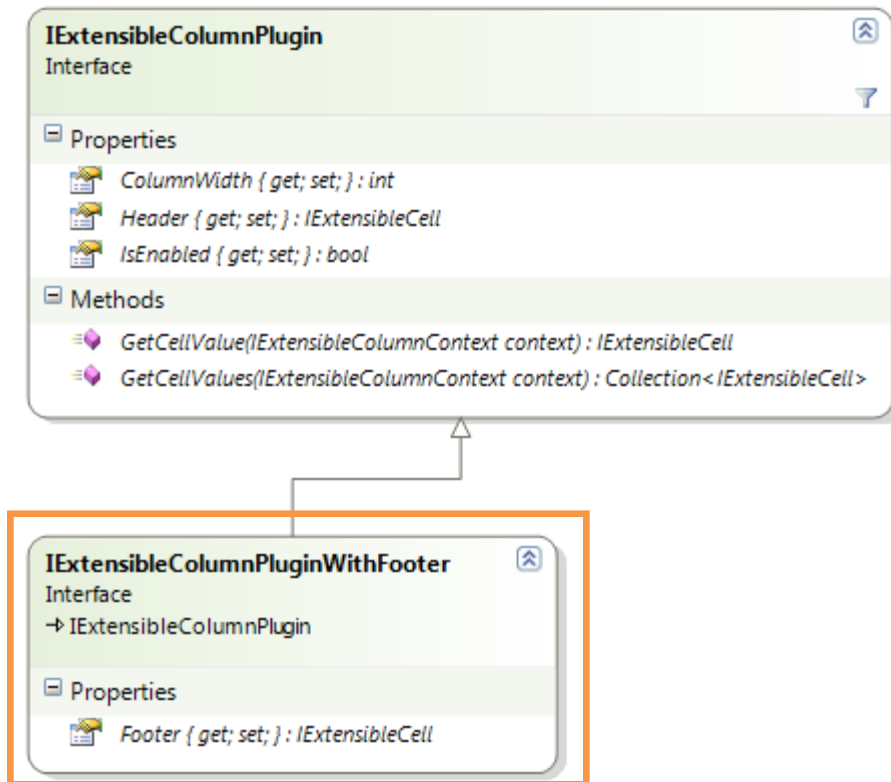 IExtensibleColumnPlugin
Interface
Properties
ColumnWidth { get; set; } : int
Header { get; set; } : IExtensibleCell
IsEnabled { get; set; } : bool
Methods
GetCellValue(IExtensibleColumnContext context) : IExtensibleCell
GetCellValues(IExtensibleColumnContext context) : Collection<IExtensibleCell>
IExtensibleColumnPluginWithFooter
Interface
IExtensibleColumnPlugin
Properties
Footer { get; set; } : IExtensibleCell